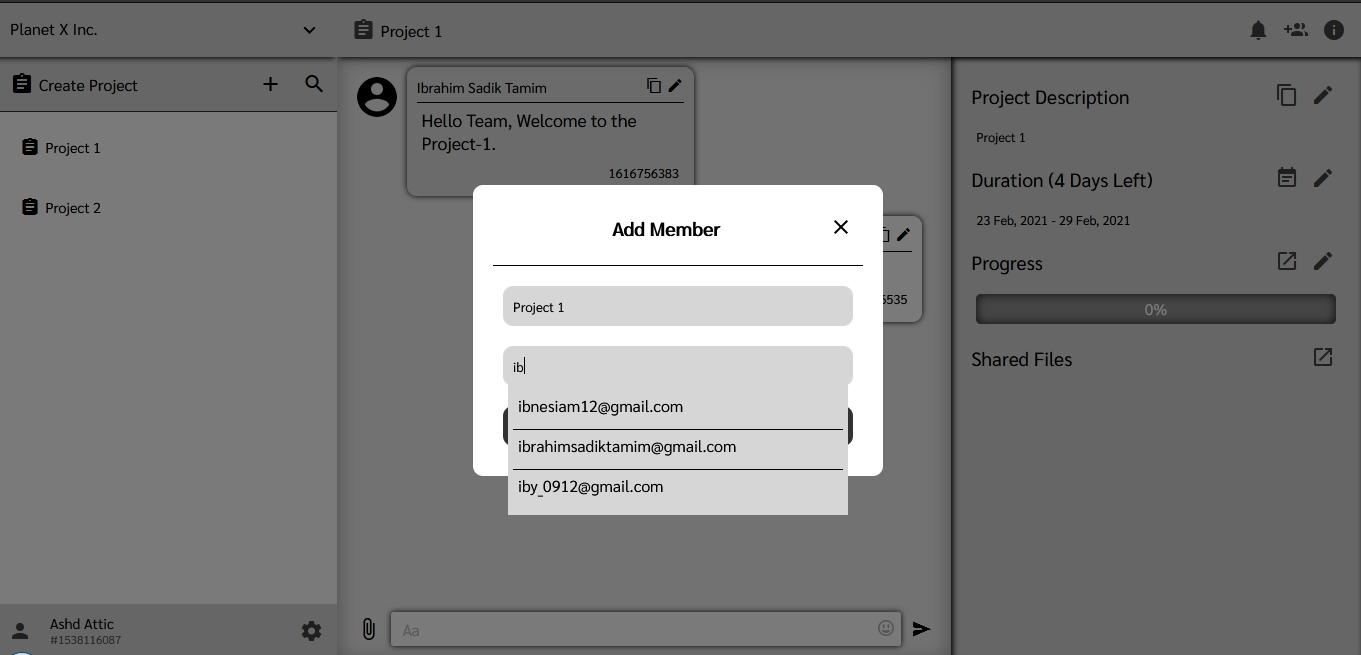 Planet X Inc.
Project 1
Create Project
Project 1
Project 2
Ashd Attic
#1538116087
Ibrahim Sadik Tamim
Hello Team, Welcome to the
Project-1.
1616756383
5535
Add Member
Project 1
ib
ibnesiam12@gmail.com
ibrahimsadiktamim@gmail.com
iby_0912@gmail.com
Aa
Project Description
Project 1
Duration (4 Days Left)
23 Feb, 2021 - 29 Feb, 2021
Progress
0%
Shared Files